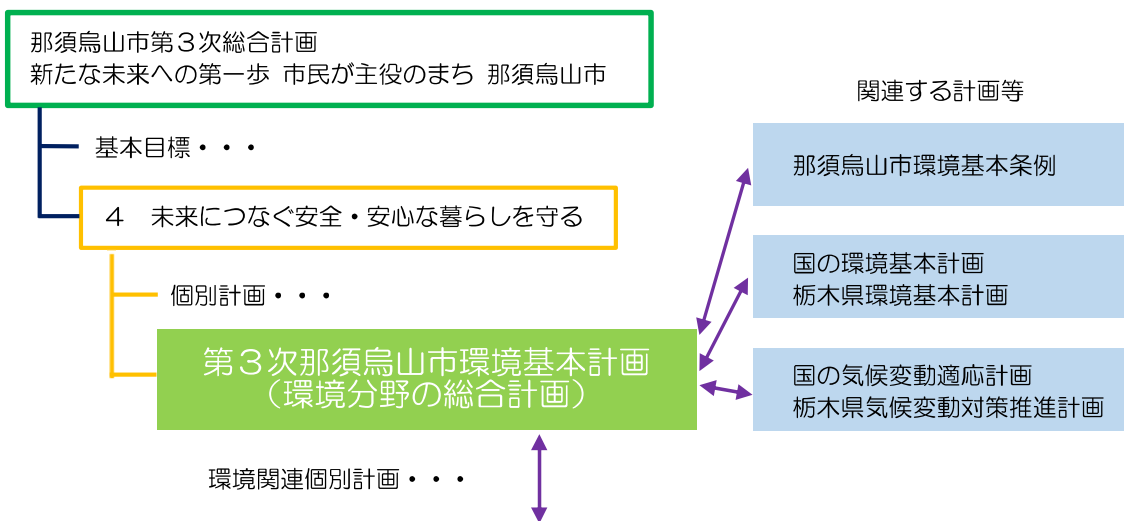 那須烏山市第３次総合計画
新たな未来への第一歩 市民が主役のまち 那須烏山市
関連する計画等
基本目標・・・
那須烏山市環境基本条例
４　未来につなぐ安全・安心な暮らしを守る
国の環境基本計画
栃木県環境基本計画
個別計画・・・
第３次那須烏山市環境基本計画
（環境分野の総合計画）
国の気候変動適応計画
栃木県気候変動対策推進計画
環境関連個別計画・・・